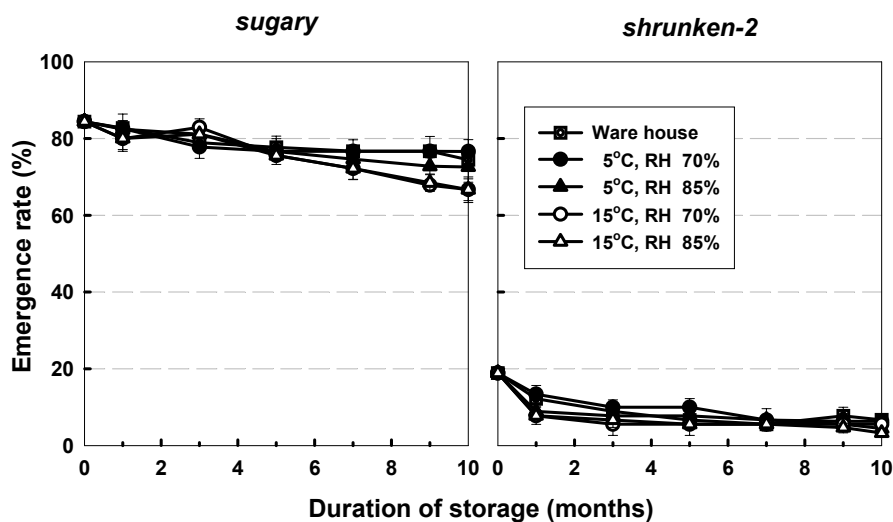 sugary
shrunken-2
Emergence rate (%)
100
80
60
40
20
0
Ware house
5°C, RH 70%
5°C, RH 85%
15°C, RH 70%
15°C, RH 85%
0 2 4 6 8 10
0 2 4 6 8 10
Duration of storage (months)